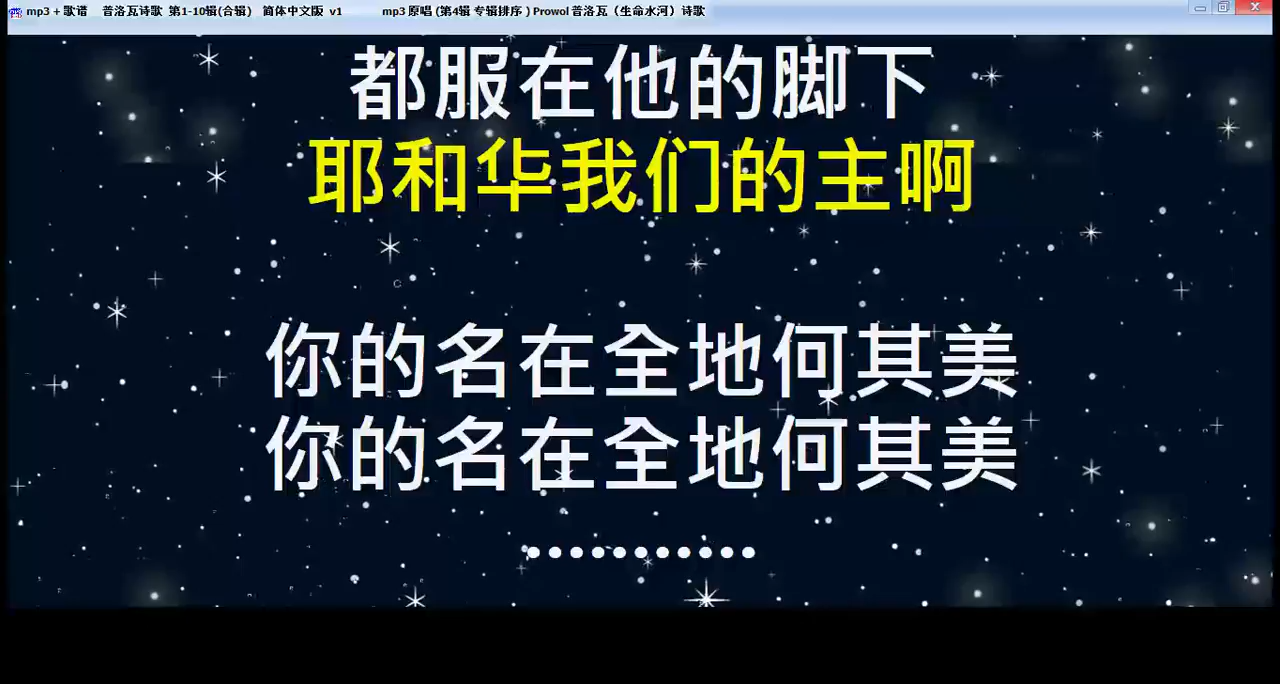 mp3 + 歌谱 普洛瓦诗歌 第1-10辑(合辑) 简体中文版 v1 mp3 原唱 (第4辑 专辑排序 ) Prowol 普洛瓦（生命水河）诗歌
都服在他的脚下
耶和华我们的主啊
你的名在全地何其美
你的名在全地何其美
...........